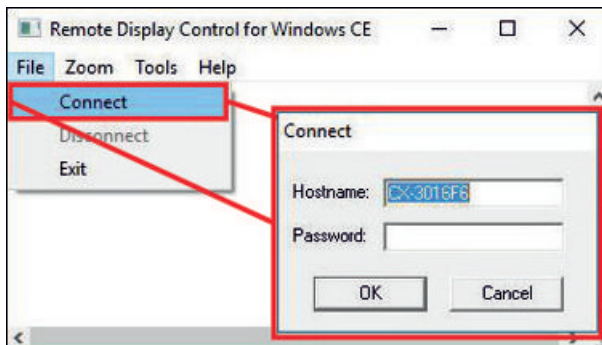 Remote Display Control for Windows CE
File Zoom Tools Help
Connect
Disconnect
Exit
Connect
Hostname: CX-3016F6
Password:
OK Cancel